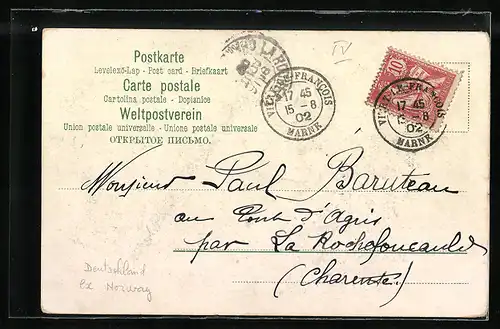 Postkarte
Levelező-Lap - Post card - Briefkaart
Carte postale
Cartolina postale - Dopisnice
Weltpostverein
Union postale universelle - Unione postale universale
ОТКРЫТОЕ ПИСЬМО.
IV
VITRY-LE-FRANÇOIS
17 45
15 - 8
02
MARNE
10
VITRY-LE-FRANÇOIS
17 45
15 - 8
02
MARNE
Monsieur Paul Baruteau
au Pont d'Agris
par La Rochefoucauld
(Charente)
Deutschland
ex Norway